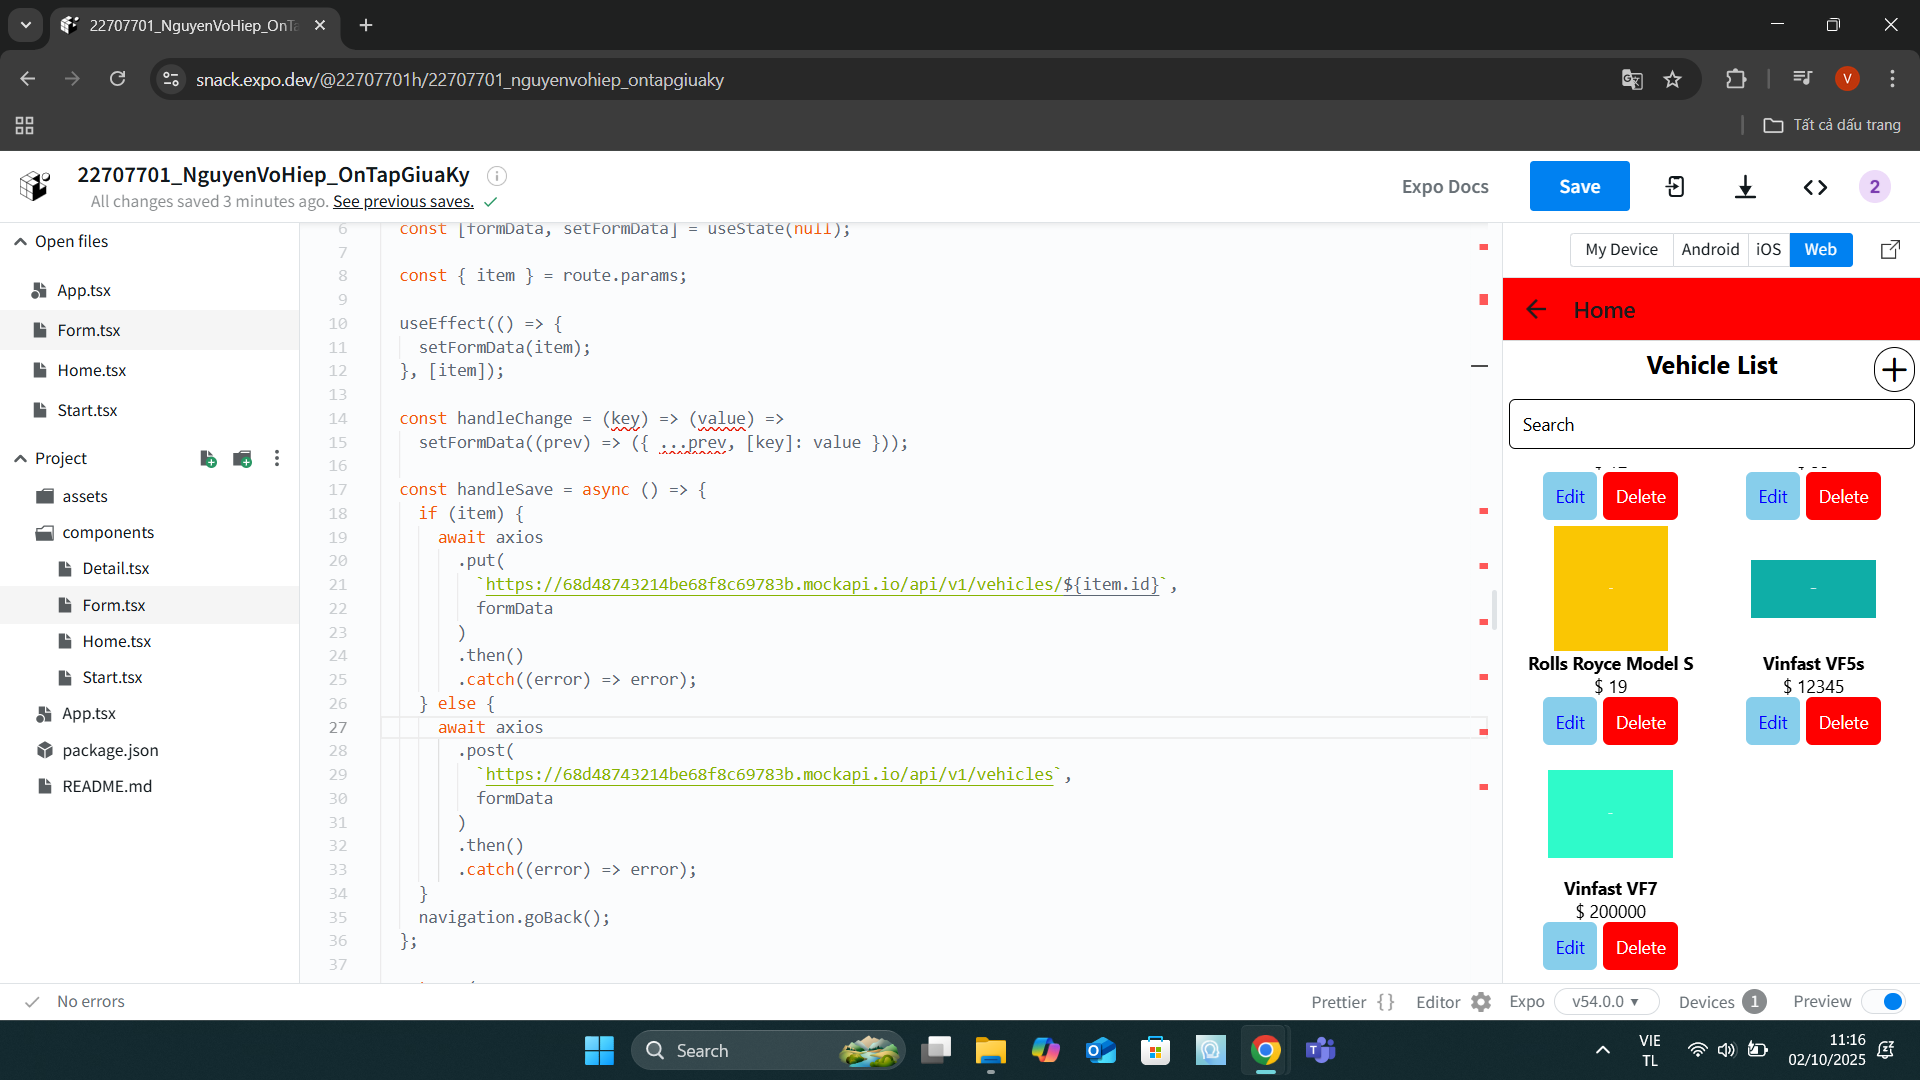 22707701_NguyenVoHiep_OnTa
snack.expo.dev/@22707701h/22707701_nguyenvohiep_ontapgiuaky
V
Tất cả dấu trang
22707701_NguyenVoHiep_OnTapGiuaKy
All changes saved 3 minutes ago. See previous saves.
Expo Docs
Save
2
Open files
App.tsx
Form.tsx
Home.tsx
Start.tsx
Project
assets
components
Detail.tsx
Form.tsx
Home.tsx
Start.tsx
App.tsx
package.json
README.md
6 const [formData, setFormData] = useState(null);
7
8 const { item } = route.params;
9
10 useEffect(() => {
11 setFormData(item);
12 }, [item]);
13
14 const handleChange = (key) => (value) =>
15 setFormData((prev) => ({ ...prev, [key]: value }));
16
17 const handleSave = async () => {
18 if (item) {
19 await axios
20 .put(
21 `https://68d48743214be68f8c69783b.mockapi.io/api/v1/vehicles/${item.id}`,
22 formData
23 )
24 .then()
25 .catch((error) => error);
26 } else {
27 await axios
28 .post(
29 `https://68d48743214be68f8c69783b.mockapi.io/api/v1/vehicles`,
30 formData
31 )
32 .then()
33 .catch((error) => error);
34 }
35 navigation.goBack();
36 };
37
My Device Android iOS Web
Home
Vehicle List
Search
Edit Delete Edit Delete
Rolls Royce Model S Vinfast VF5s
$ 19 $ 12345
Edit Delete Edit Delete
Vinfast VF7
$ 200000
Edit Delete
No errors
Prettier {} Editor Expo v54.0.0 Devices 1 Preview
Search
VIE
TL
11:16
02/10/2025